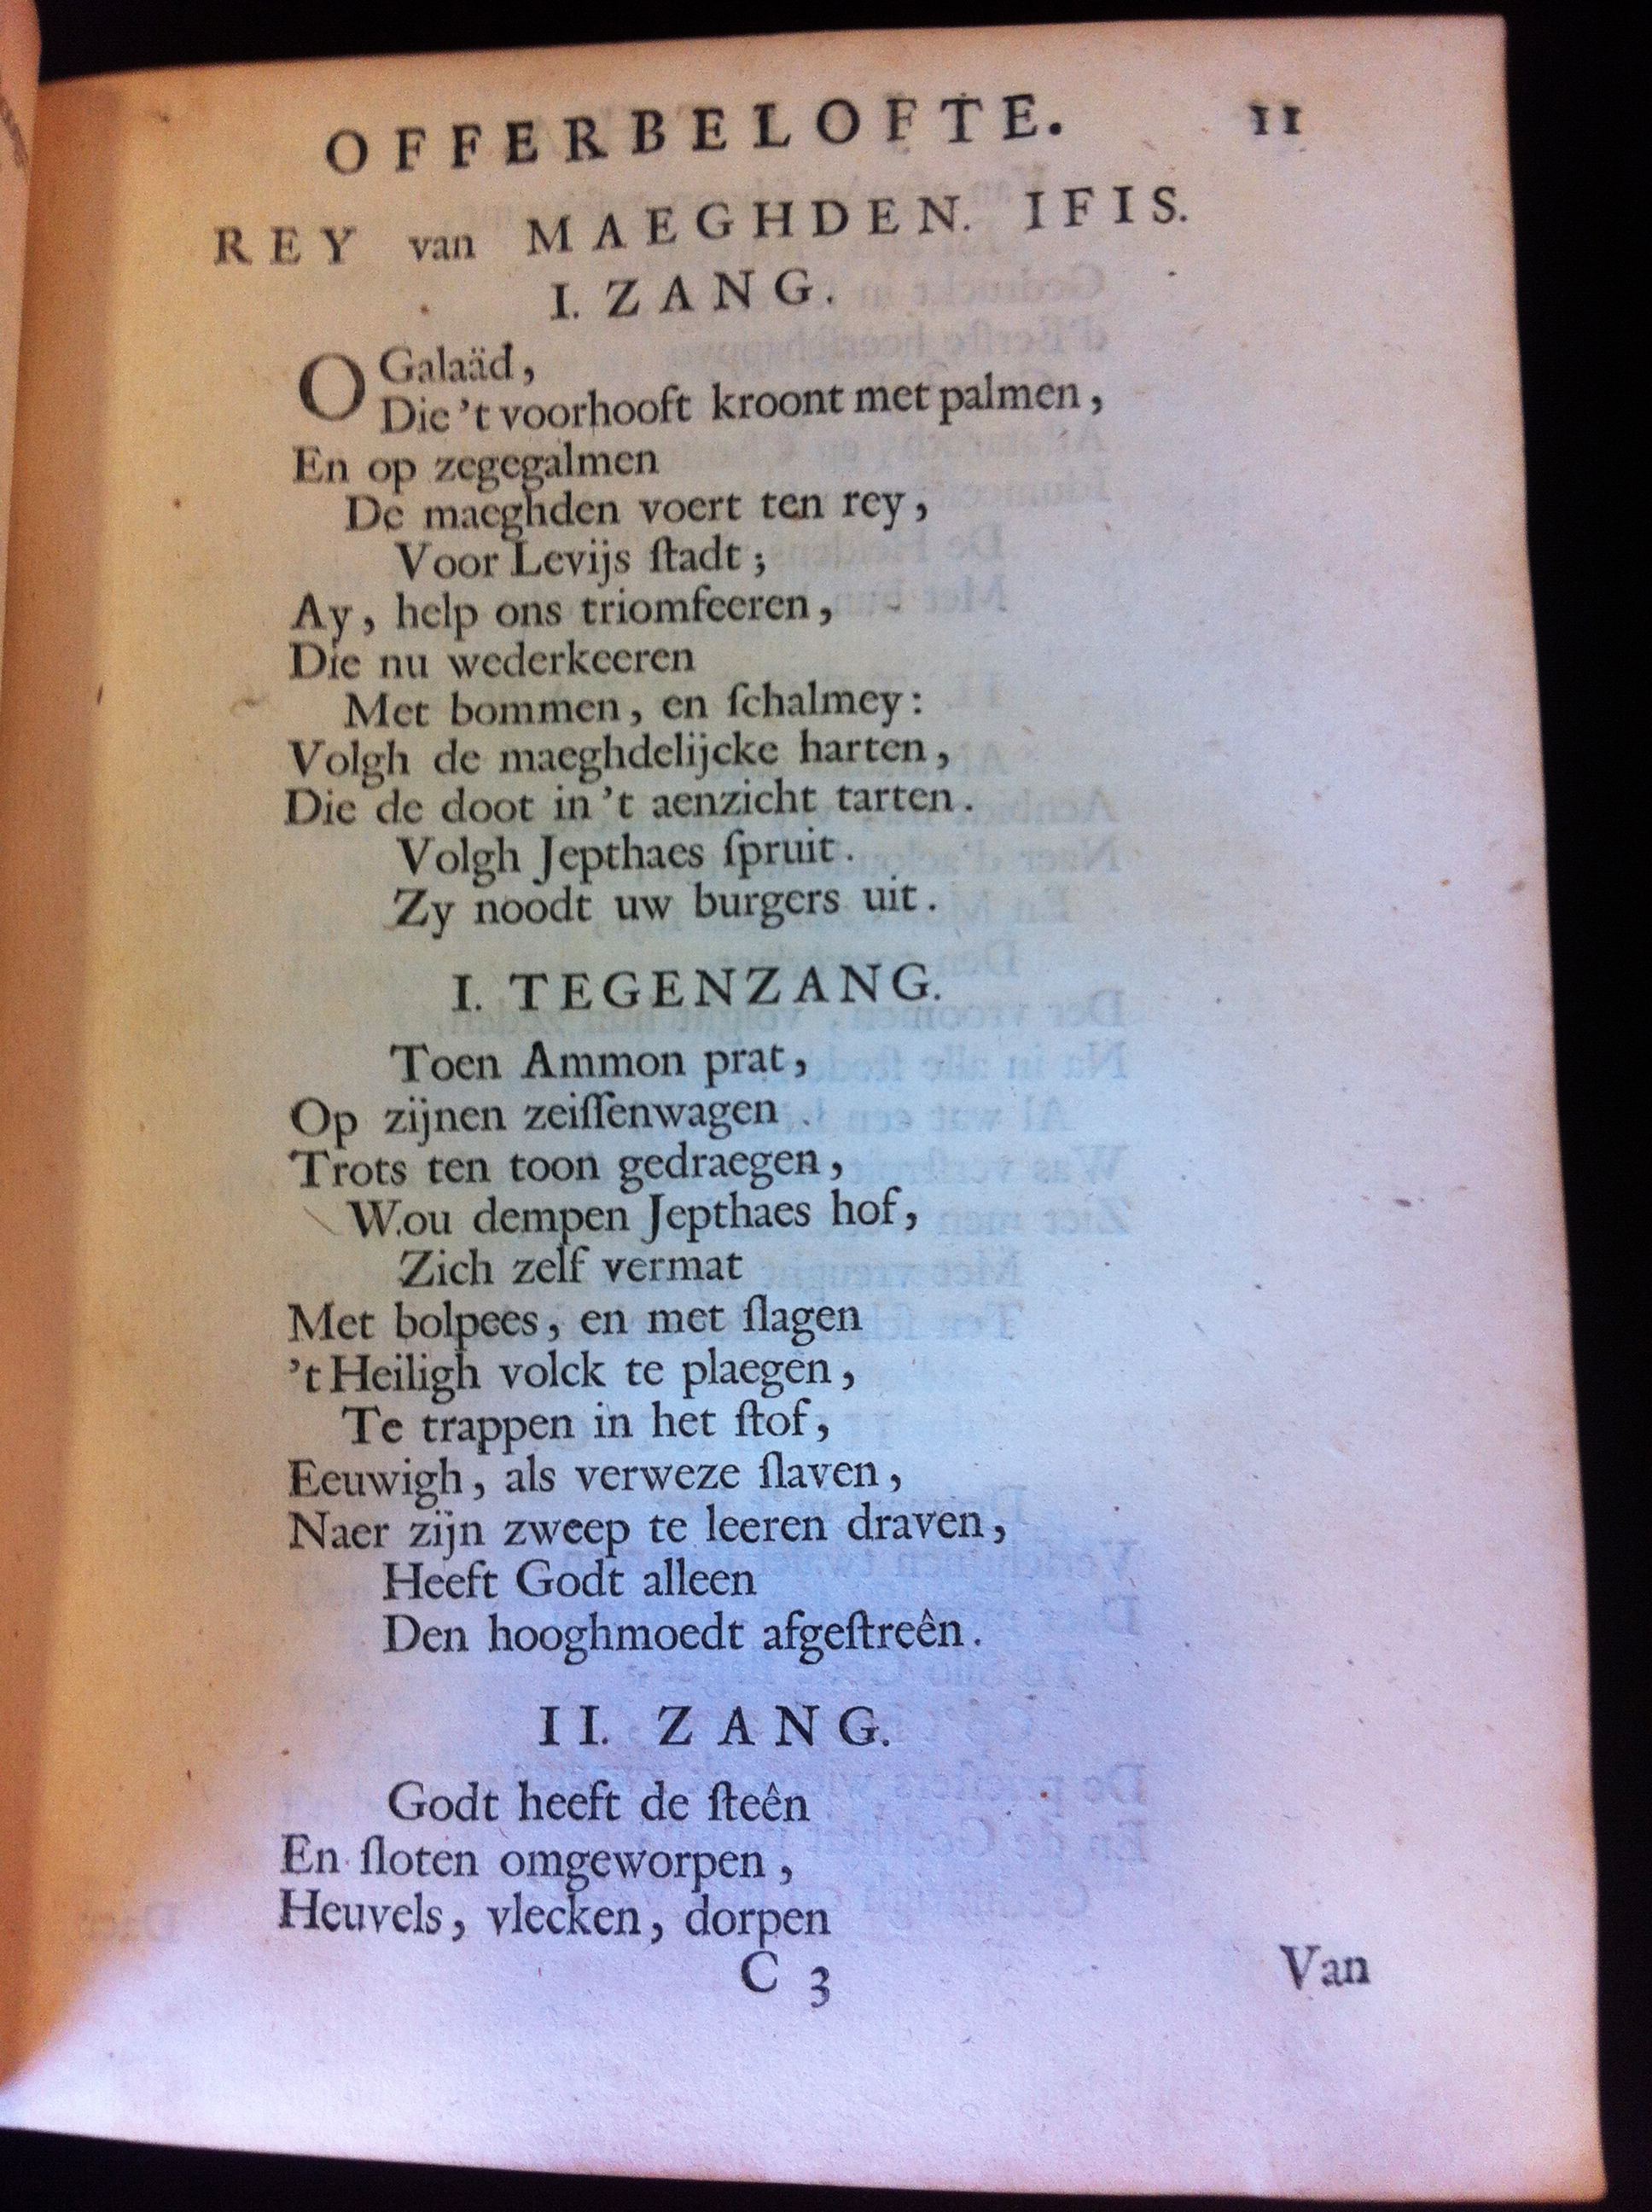 OFFERBELOFTE. 11
REY van MAEGHDEN. IFIS.
I. ZANG.
O Galaäd,
Die 't voorhooft kroont met palmen,
En op zegegalmen
De maeghden voert ten rey,
Voor Levijs ſtadt;
Ay, help ons triomfeeren,
Die nu wederkeeren
Met bommen, en ſchalmey:
Volgh de maeghdelijcke harten,
Die de doot in 't aenzicht tarten.
Volgh Jepthaes ſpruit.
Zy noodt uw burgers uit.
I. TEGENZANG.
Toen Ammon prat,
Op zijnen zeiſſenwagen
Trots ten toon gedraegen,
Wou dempen Jepthaes hof,
Zich zelf vermat
Met bolpees, en met ſlagen
't Heiligh volck te plaegen,
Te trappen in het ſtof,
Eeuwigh, als verweze ſlaven,
Naer zijn zweep te leeren draven,
Heeft Godt alleen
Den hooghmoedt afgeſtreên.
II. ZANG.
Godt heeft de ſteên
En ſloten omgeworpen,
Heuvels, vlecken, dorpen
C 3 Van